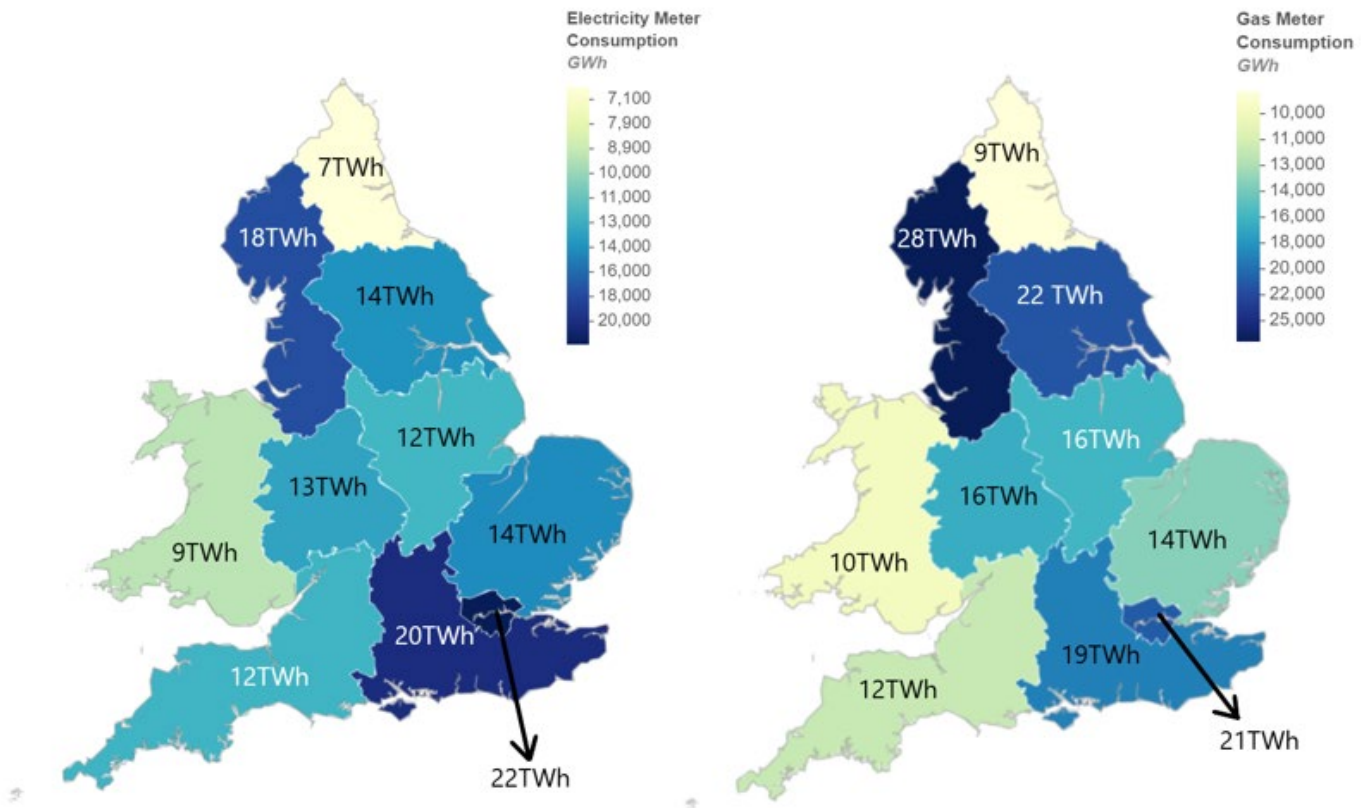 Electricity Meter
Consumption
GWh
7,100
7,900
8,900
10,000
11,000
13,000
14,000
16,000
18,000
20,000
7TWh
18TWh
14TWh
12TWh
13TWh
14TWh
9TWh
20TWh
12TWh
22TWh
Gas Meter
Consumption
GWh
10,000
11,000
13,000
14,000
16,000
18,000
20,000
22,000
25,000
9TWh
28TWh
22 TWh
16TWh
16TWh
14TWh
10TWh
19TWh
12TWh
21TWh